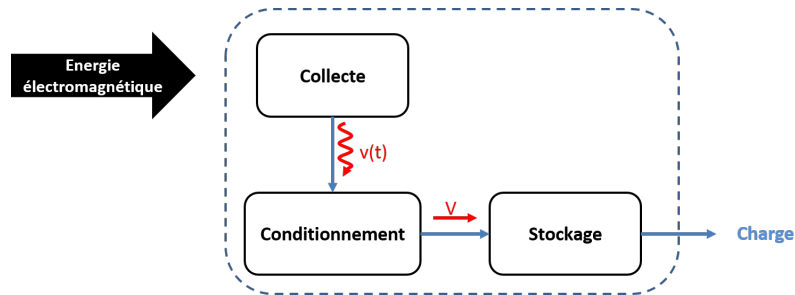 Energie
électromagnétique
Collecte
v(t)
Conditionnement
V
Stockage
Charge